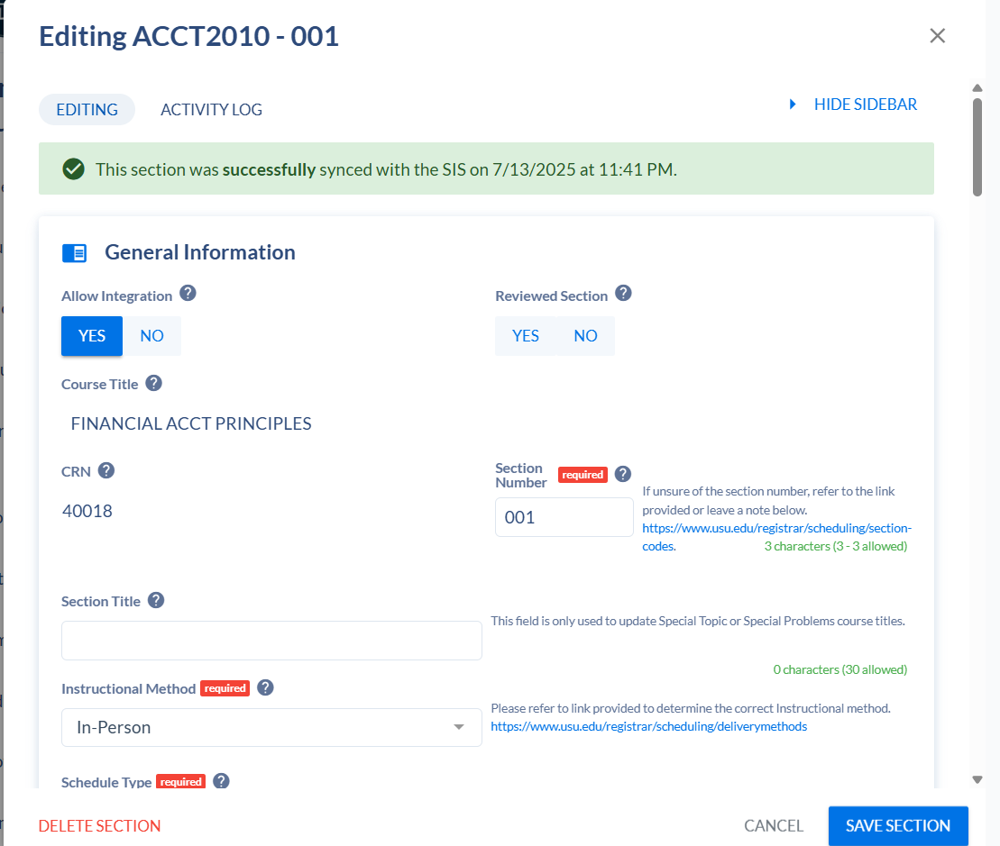 Editing ACCT2010 - 001
EDITING
ACTIVITY LOG
HIDE SIDEBAR
This section was successfully synced with the SIS on 7/13/2025 at 11:41 PM.
General Information
Allow Integration
Reviewed Section
YES NO
YES NO
Course Title
FINANCIAL ACCT PRINCIPLES
CRN
40018
Section
Number
required
001
If unsure of the section number, refer to the link
provided or leave a note below.
https://www.usu.edu/registrar/scheduling/section-
codes.
3 characters (3 - 3 allowed)
Section Title
This field is only used to update Special Topic or Special Problems course titles.
0 characters (30 allowed)
Instructional Method required
In-Person
Please refer to link provided to determine the correct Instructional method.
https://www.usu.edu/registrar/scheduling/deliverymethods
Schedule Type required
DELETE SECTION
CANCEL
SAVE SECTION